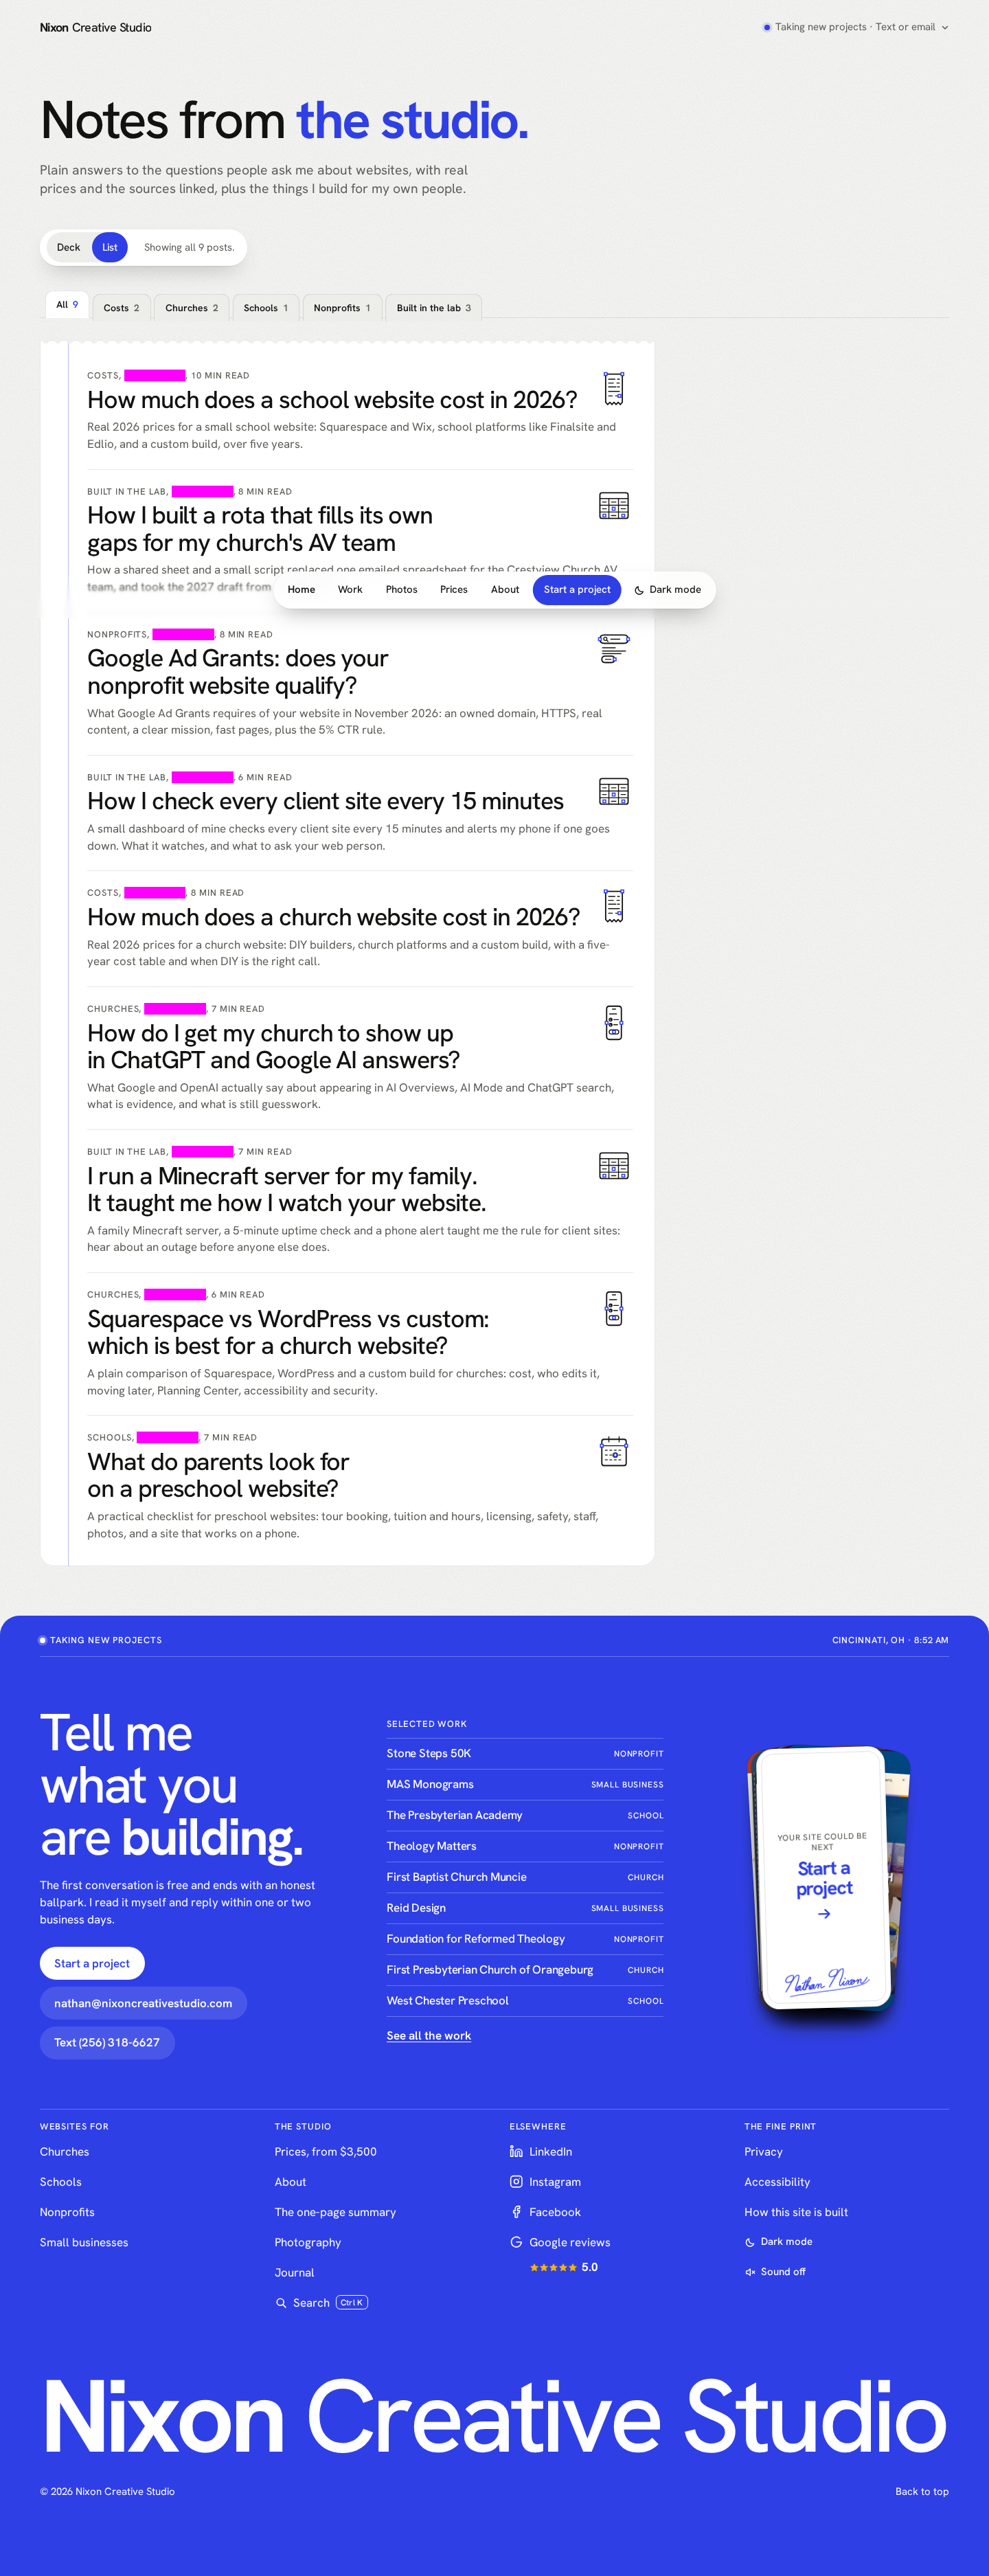 Nixon Creative Studio
Taking new projects · Text or email
Notes from the studio.
Plain answers to the questions people ask me about websites, with real
prices and the sources linked, plus the things I build for my own people.
Deck List Showing all 9 posts.
All 9 Costs 2 Churches 2 Schools 1 Nonprofits 1 Built in the lab 3
COSTS, , 10 MIN READ
How much does a school website cost in 2026?
Real 2026 prices for a small school website: Squarespace and Wix, school platforms like Finalsite and
Edlio, and a custom build, over five years.
BUILT IN THE LAB, , 8 MIN READ
How I built a rota that fills its own
gaps for my church's AV team
How a shared sheet and a small script replaced one emailed spreadsheet for the Crestview Church AV
team, and took the 2027 draft from
Home Work Photos Prices About Start a project Dark mode
NONPROFITS, , 8 MIN READ
Google Ad Grants: does your
nonprofit website qualify?
What Google Ad Grants requires of your website in November 2026: an owned domain, HTTPS, real
content, a clear mission, fast pages, plus the 5% CTR rule.
BUILT IN THE LAB, , 6 MIN READ
How I check every client site every 15 minutes
A small dashboard of mine checks every client site every 15 minutes and alerts my phone if one goes
down. What it watches, and what to ask your web person.
COSTS, , 8 MIN READ
How much does a church website cost in 2026?
Real 2026 prices for a church website: DIY builders, church platforms and a custom build, with a five-
year cost table and when DIY is the right call.
CHURCHES, , 7 MIN READ
How do I get my church to show up
in ChatGPT and Google AI answers?
What Google and OpenAI actually say about appearing in AI Overviews, AI Mode and ChatGPT search,
what is evidence, and what is still guesswork.
BUILT IN THE LAB, , 7 MIN READ
I run a Minecraft server for my family.
It taught me how I watch your website.
A family Minecraft server, a 5-minute uptime check and a phone alert taught me the rule for client sites:
hear about an outage before anyone else does.
CHURCHES, , 6 MIN READ
Squarespace vs WordPress vs custom:
which is best for a church website?
A plain comparison of Squarespace, WordPress and a custom build for churches: cost, who edits it,
moving later, Planning Center, accessibility and security.
SCHOOLS, , 7 MIN READ
What do parents look for
on a preschool website?
A practical checklist for preschool websites: tour booking, tuition and hours, licensing, safety, staff,
photos, and a site that works on a phone.
TAKING NEW PROJECTS
CINCINNATI, OH · 8:52 AM
Tell me
what you
are building.
The first conversation is free and ends with an honest
ballpark. I read it myself and reply within one or two
business days.
Start a project
nathan@nixoncreativestudio.com
Text (256) 318-6627
SELECTED WORK
Stone Steps 50K NONPROFIT
MAS Monograms SMALL BUSINESS
The Presbyterian Academy SCHOOL
Theology Matters NONPROFIT
First Baptist Church Muncie CHURCH
Reid Design SMALL BUSINESS
Foundation for Reformed Theology NONPROFIT
First Presbyterian Church of Orangeburg CHURCH
West Chester Preschool SCHOOL
See all the work
YOUR SITE COULD BE
NEXT
Start a
project
Nathan Nixon
WEBSITES FOR
Churches
Schools
Nonprofits
Small businesses
THE STUDIO
Prices, from $3,500
About
The one-page summary
Photography
Journal
Search Ctrl K
ELSEWHERE
LinkedIn
Instagram
Facebook
Google reviews
5.0
THE FINE PRINT
Privacy
Accessibility
How this site is built
Dark mode
Sound off
Nixon Creative Studio
© 2026 Nixon Creative Studio
Back to top